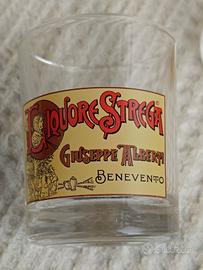 LIQUORE STREGA
GIUSEPPE ALBERTI
BENEVENTO